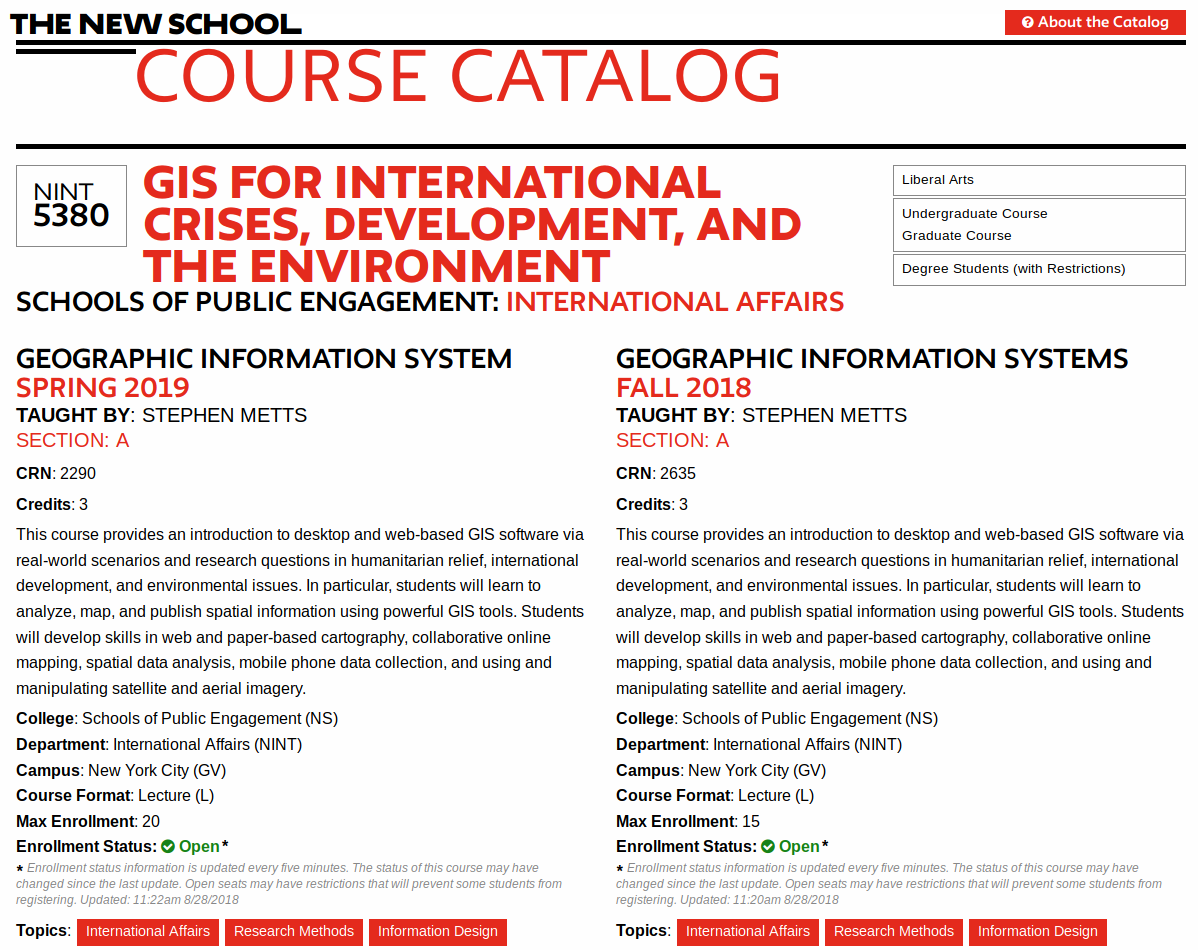 THE NEW SCHOOL
About the Catalog
COURSE CATALOG
NINT
5380
GIS FOR INTERNATIONAL
CRISES, DEVELOPMENT, AND
THE ENVIRONMENT
Liberal Arts
Undergraduate Course
Graduate Course
Degree Students (with Restrictions)
SCHOOLS OF PUBLIC ENGAGEMENT: INTERNATIONAL AFFAIRS
GEOGRAPHIC INFORMATION SYSTEM
SPRING 2019
TAUGHT BY: STEPHEN METTS
SECTION: A
CRN: 2290
Credits: 3
This course provides an introduction to desktop and web-based GIS software via
real-world scenarios and research questions in humanitarian relief, international
development, and environmental issues. In particular, students will learn to
analyze, map, and publish spatial information using powerful GIS tools. Students
will develop skills in web and paper-based cartography, collaborative online
mapping, spatial data analysis, mobile phone data collection, and using and
manipulating satellite and aerial imagery.
College: Schools of Public Engagement (NS)
Department: International Affairs (NINT)
Campus: New York City (GV)
Course Format: Lecture (L)
Max Enrollment: 20
Enrollment Status: Open *
* Enrollment status information is updated every five minutes. The status of this course may have
changed since the last update. Open seats may have restrictions that will prevent some students from
registering. Updated: 11:22am 8/28/2018
Topics: International Affairs Research Methods Information Design
GEOGRAPHIC INFORMATION SYSTEMS
FALL 2018
TAUGHT BY: STEPHEN METTS
SECTION: A
CRN: 2635
Credits: 3
This course provides an introduction to desktop and web-based GIS software via
real-world scenarios and research questions in humanitarian relief, international
development, and environmental issues. In particular, students will learn to
analyze, map, and publish spatial information using powerful GIS tools. Students
will develop skills in web and paper-based cartography, collaborative online
mapping, spatial data analysis, mobile phone data collection, and using and
manipulating satellite and aerial imagery.
College: Schools of Public Engagement (NS)
Department: International Affairs (NINT)
Campus: New York City (GV)
Course Format: Lecture (L)
Max Enrollment: 15
Enrollment Status: Open *
* Enrollment status information is updated every five minutes. The status of this course may have
changed since the last update. Open seats may have restrictions that will prevent some students from
registering. Updated: 11:20am 8/28/2018
Topics: International Affairs Research Methods Information Design